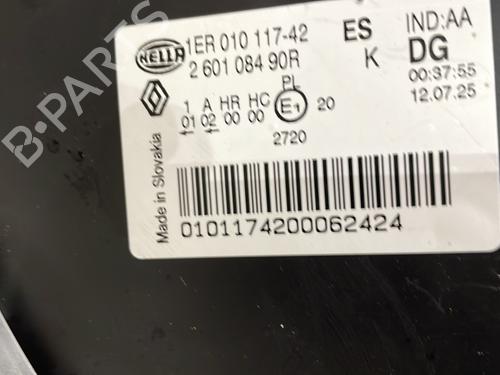 HELLA 1ER 010 117-42 ES IND:AA
2 601 084 90R K DG
PL 00:37:55
1 A HR HC E1 20 12.07.25
01 02 00 00
2720
Made in Slovakia
0101174200062424
B-PARTS